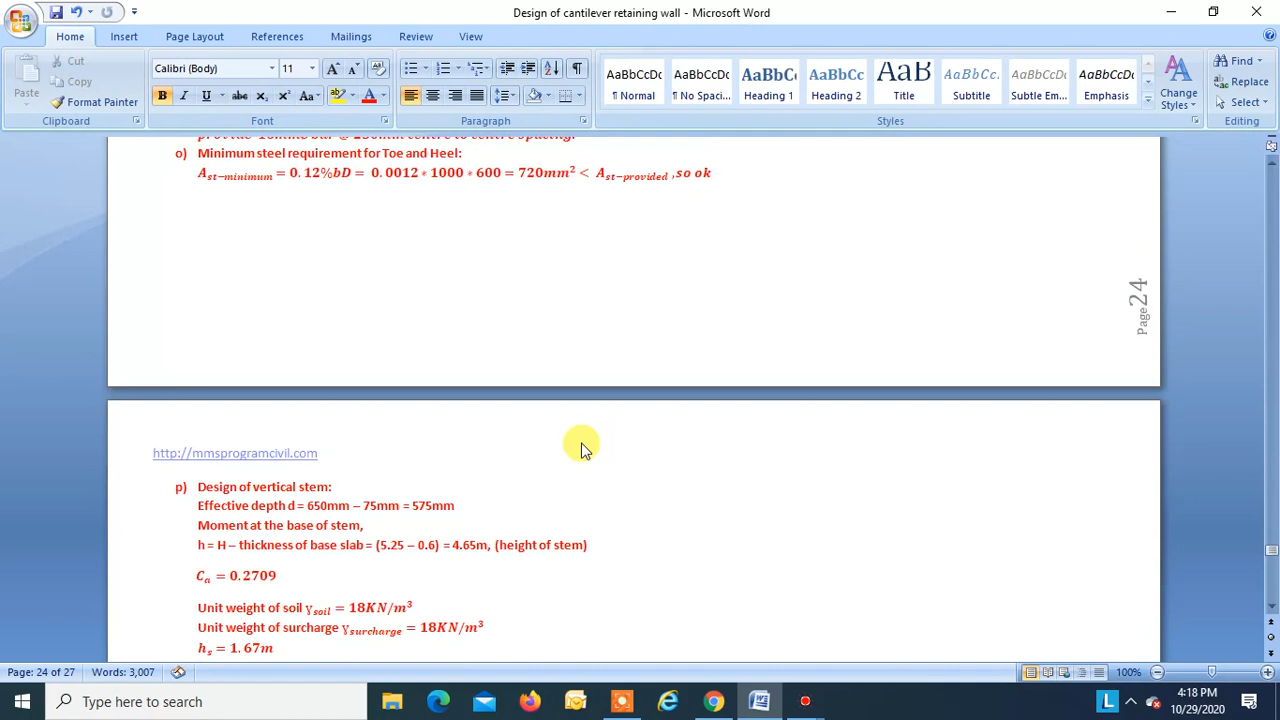 Design of cantilever retaining wall - Microsoft Word
Home Insert Page Layout References Mailings Review View
Paste
Cut
Copy
Format Painter
Clipboard
Calibri (Body) 11
Font
Paragraph
AaBbCcDc AaBbCcDc AaBbC AaBbCc AaB AaBbCc. AaBbCcDc AaBbCcDc
¶ Normal ¶ No Spaci... Heading 1 Heading 2 Title Subtitle Subtle Em... Emphasis
Styles
Change Styles
Find
Replace
Select
Editing
o) Minimum steel requirement for Toe and Heel:
A_st−minimum = 0.12%bD = 0.0012 * 1000 * 600 = 720mm² < A_st−provided ,so ok
Page 24
http://mmsprogramcivil.com
p) Design of vertical stem:
Effective depth d = 650mm – 75mm = 575mm
Moment at the base of stem,
h = H – thickness of base slab = (5.25 – 0.6) = 4.65m, (height of stem)
C_a = 0.2709
Unit weight of soil γ_soil = 18KN/m³
Unit weight of surcharge γ_surcharge = 18KN/m³
h_s = 1.67m
Page: 24 of 27 Words: 3,007 100%
Type here to search
4:18 PM
10/29/2020